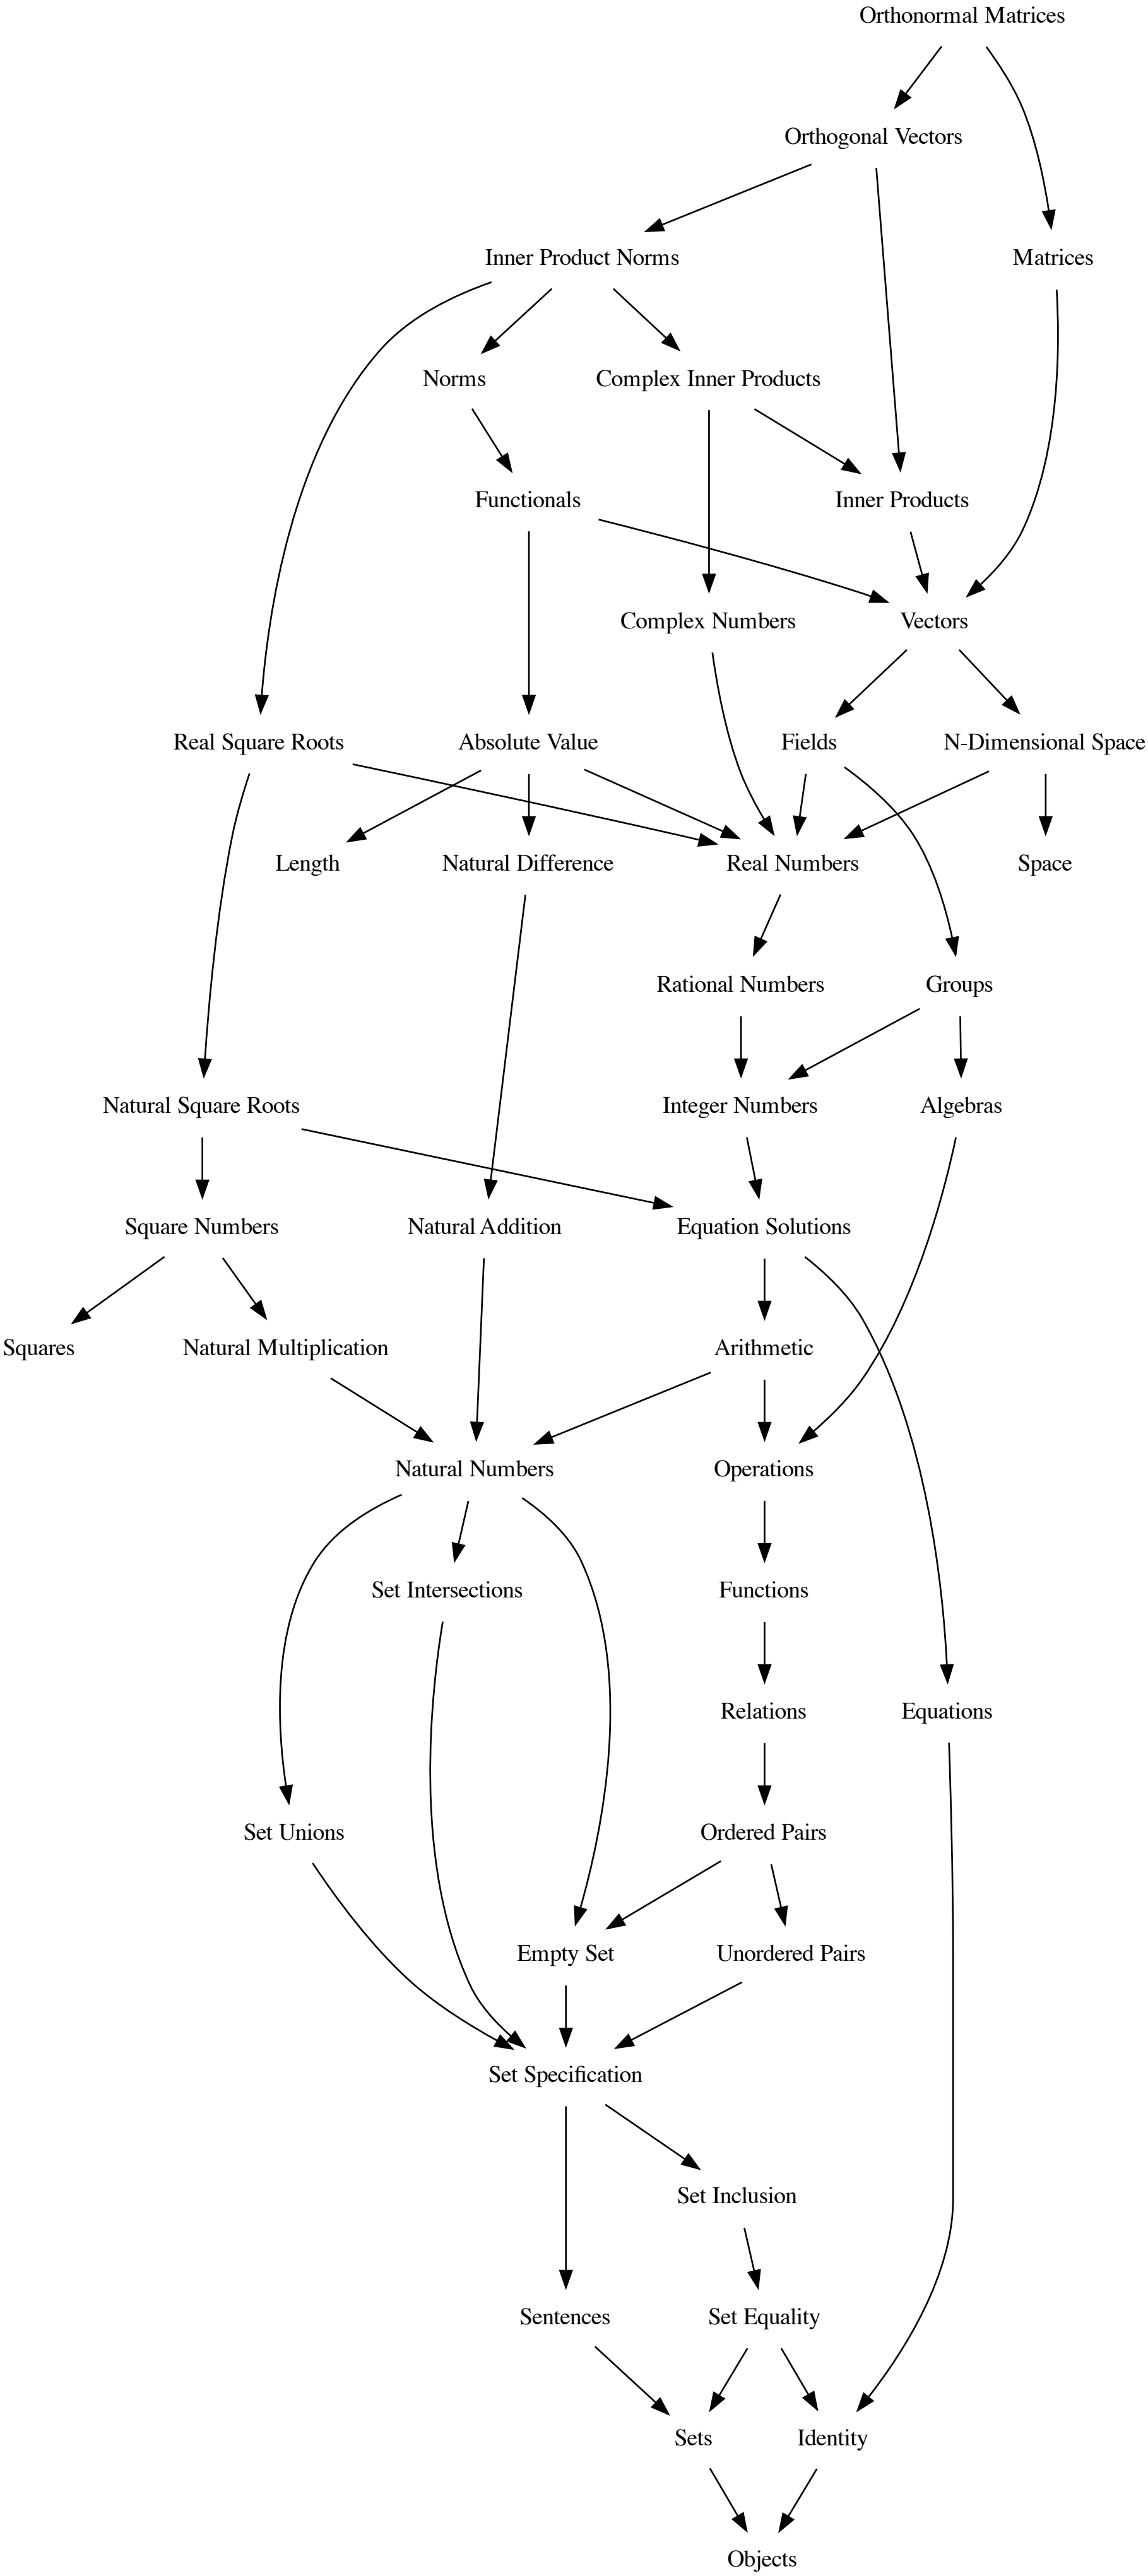 Orthonormal Matrices
Orthogonal Vectors
Inner Product Norms
Matrices
Norms
Complex Inner Products
Functionals
Inner Products
Complex Numbers
Vectors
Real Square Roots
Absolute Value
Fields
N-Dimensional Space
Length
Natural Difference
Real Numbers
Space
Rational Numbers
Groups
Natural Square Roots
Integer Numbers
Algebras
Square Numbers
Natural Addition
Equation Solutions
Squares
Natural Multiplication
Arithmetic
Natural Numbers
Operations
Set Intersections
Functions
Relations
Equations
Set Unions
Ordered Pairs
Empty Set
Unordered Pairs
Set Specification
Set Inclusion
Sentences
Set Equality
Sets
Identity
Objects